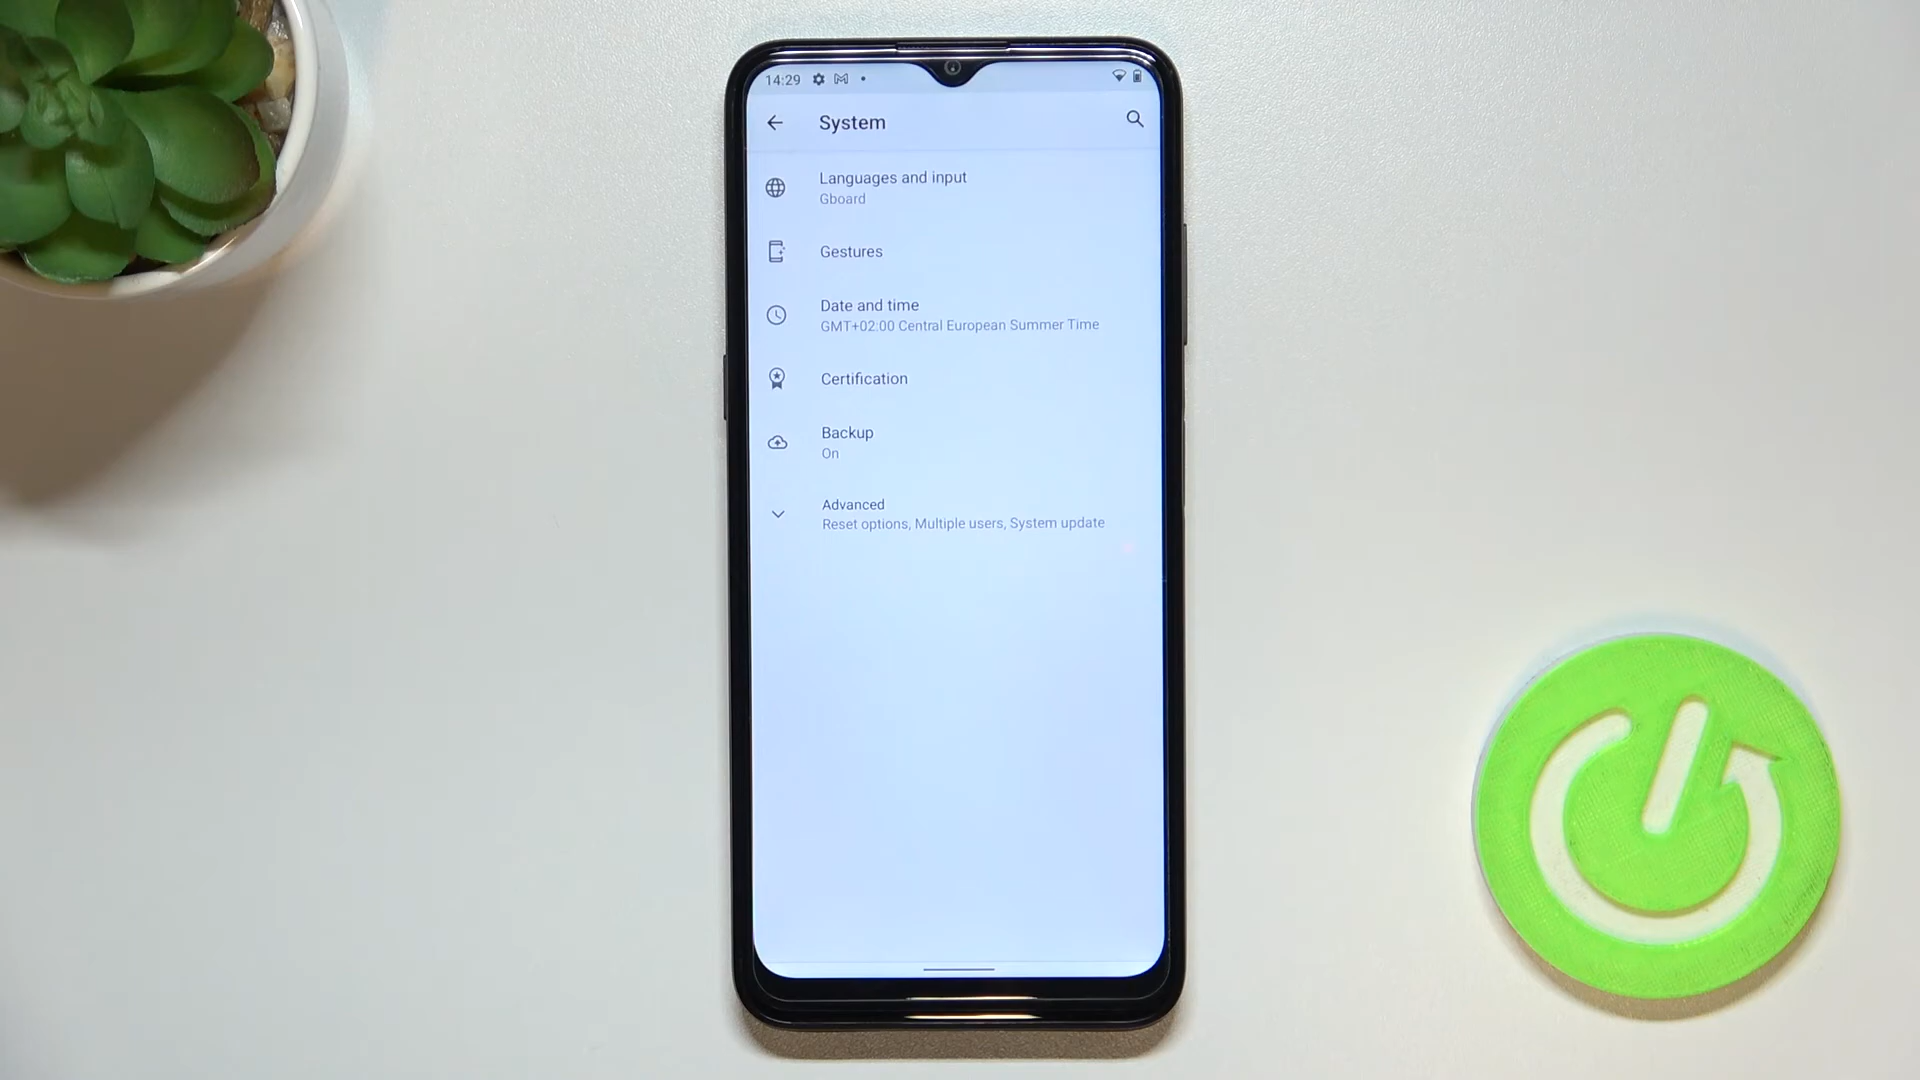 14:29
System
Languages and input
Gboard
Gestures
Date and time
GMT+02:00 Central European Summer Time
Certification
Backup
On
Advanced
Reset options, Multiple users, System update